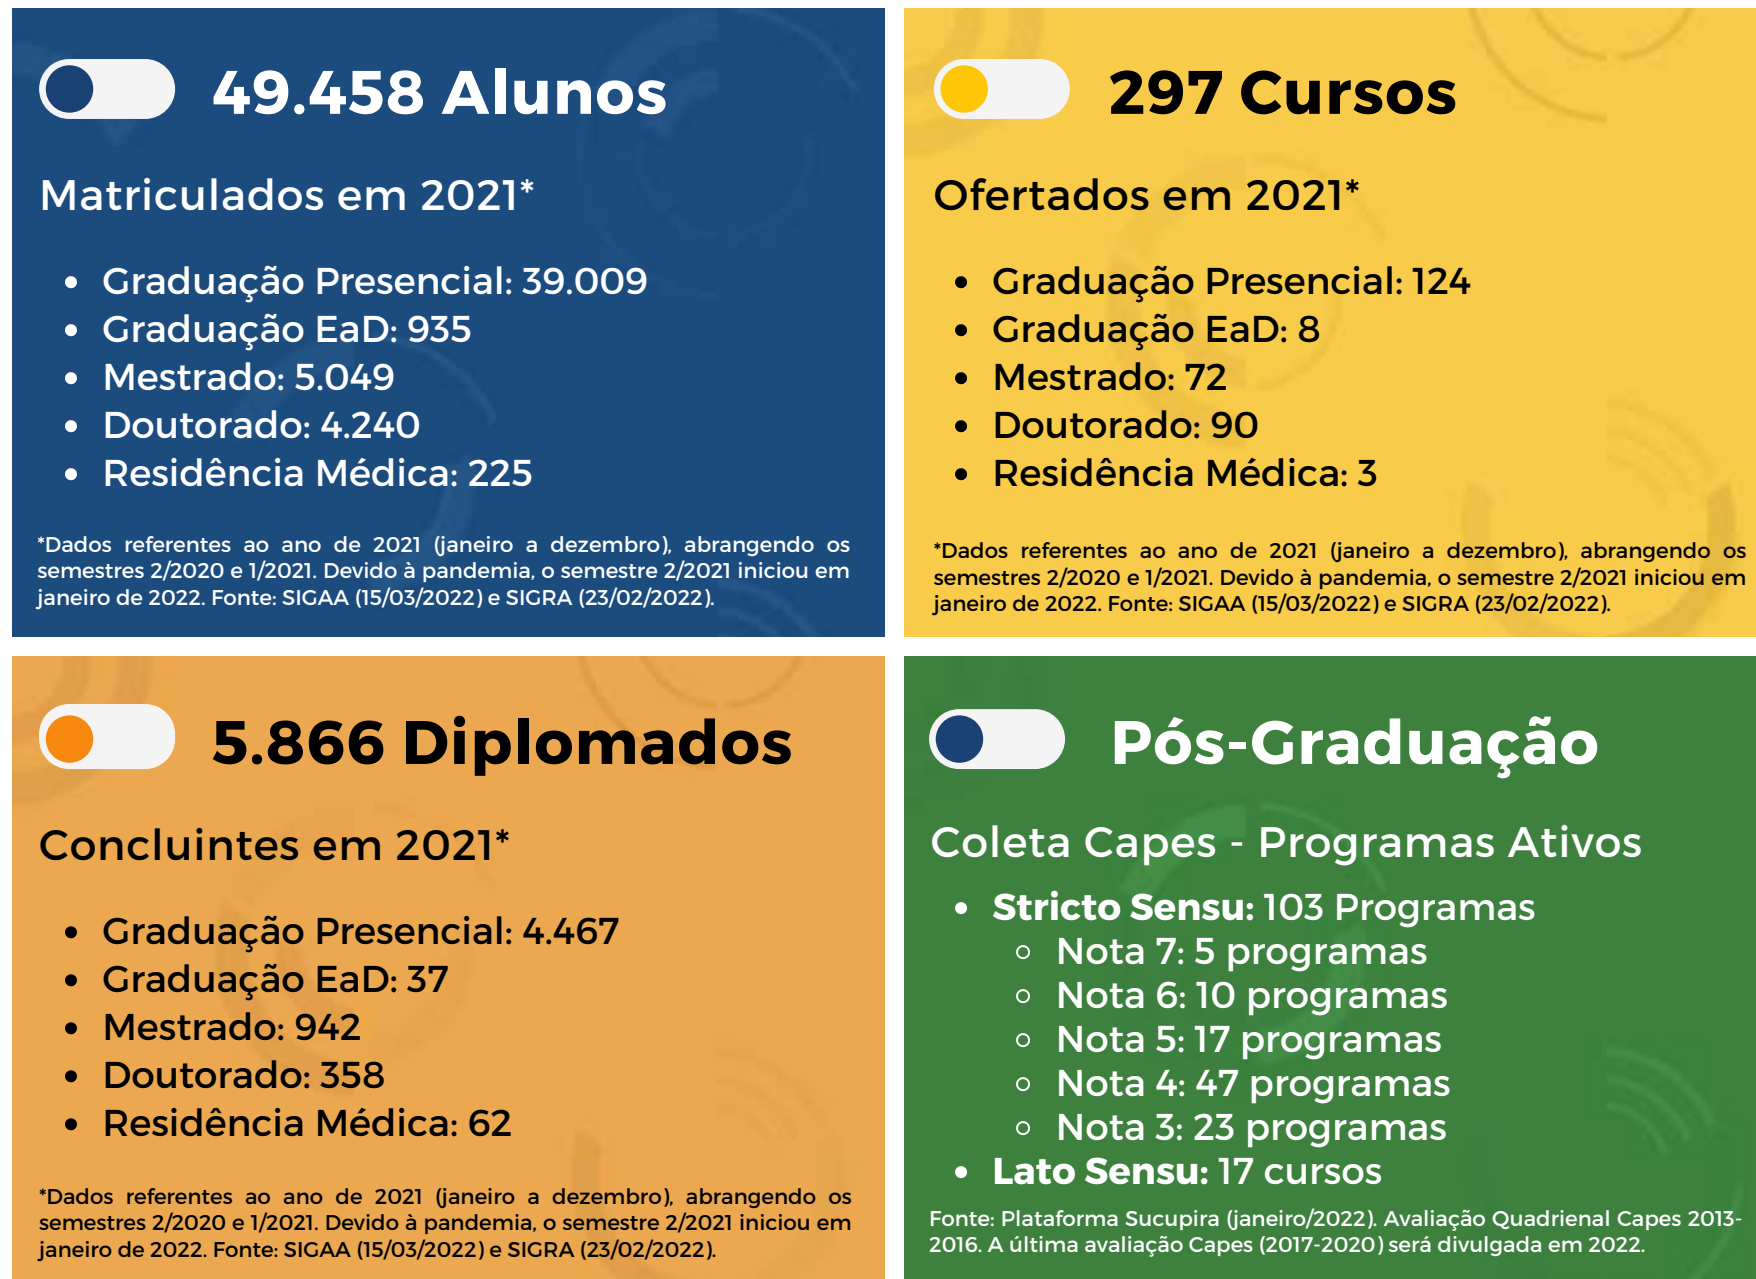 49.458 Alunos
Matriculados em 2021*
• Graduação Presencial: 39.009
• Graduação EaD: 935
• Mestrado: 5.049
• Doutorado: 4.240
• Residência Médica: 225
*Dados referentes ao ano de 2021 (janeiro a dezembro), abrangendo os
semestres 2/2020 e 1/2021. Devido à pandemia, o semestre 2/2021 iniciou em
janeiro de 2022. Fonte: SIGAA (15/03/2022) e SIGRA (23/02/2022).
297 Cursos
Ofertados em 2021*
• Graduação Presencial: 124
• Graduação EaD: 8
• Mestrado: 72
• Doutorado: 90
• Residência Médica: 3
*Dados referentes ao ano de 2021 (janeiro a dezembro), abrangendo os
semestres 2/2020 e 1/2021. Devido à pandemia, o semestre 2/2021 iniciou em
janeiro de 2022. Fonte: SIGAA (15/03/2022) e SIGRA (23/02/2022).
5.866 Diplomados
Concluintes em 2021*
• Graduação Presencial: 4.467
• Graduação EaD: 37
• Mestrado: 942
• Doutorado: 358
• Residência Médica: 62
*Dados referentes ao ano de 2021 (janeiro a dezembro), abrangendo os
semestres 2/2020 e 1/2021. Devido à pandemia, o semestre 2/2021 iniciou em
janeiro de 2022. Fonte: SIGAA (15/03/2022) e SIGRA (23/02/2022).
Pós-Graduação
Coleta Capes - Programas Ativos
• Stricto Sensu: 103 Programas
◦ Nota 7: 5 programas
◦ Nota 6: 10 programas
◦ Nota 5: 17 programas
◦ Nota 4: 47 programas
◦ Nota 3: 23 programas
• Lato Sensu: 17 cursos
Fonte: Plataforma Sucupira (janeiro/2022). Avaliação Quadrienal Capes 2013-
2016. A última avaliação Capes (2017-2020) será divulgada em 2022.